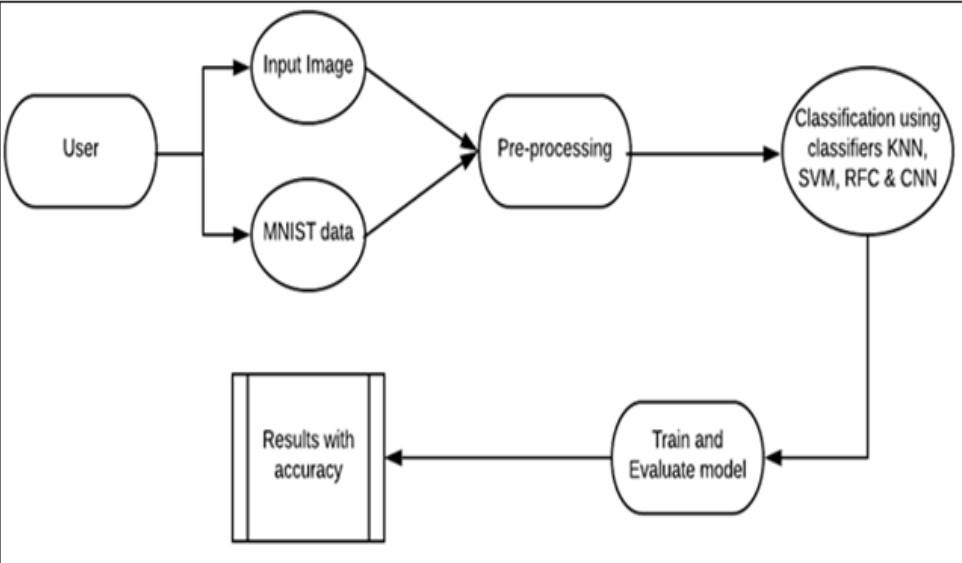 User
Input Image
MNIST data
Pre-processing
Classification using
classifiers KNN,
SVM, RFC & CNN
Train and
Evaluate model
Results with
accuracy